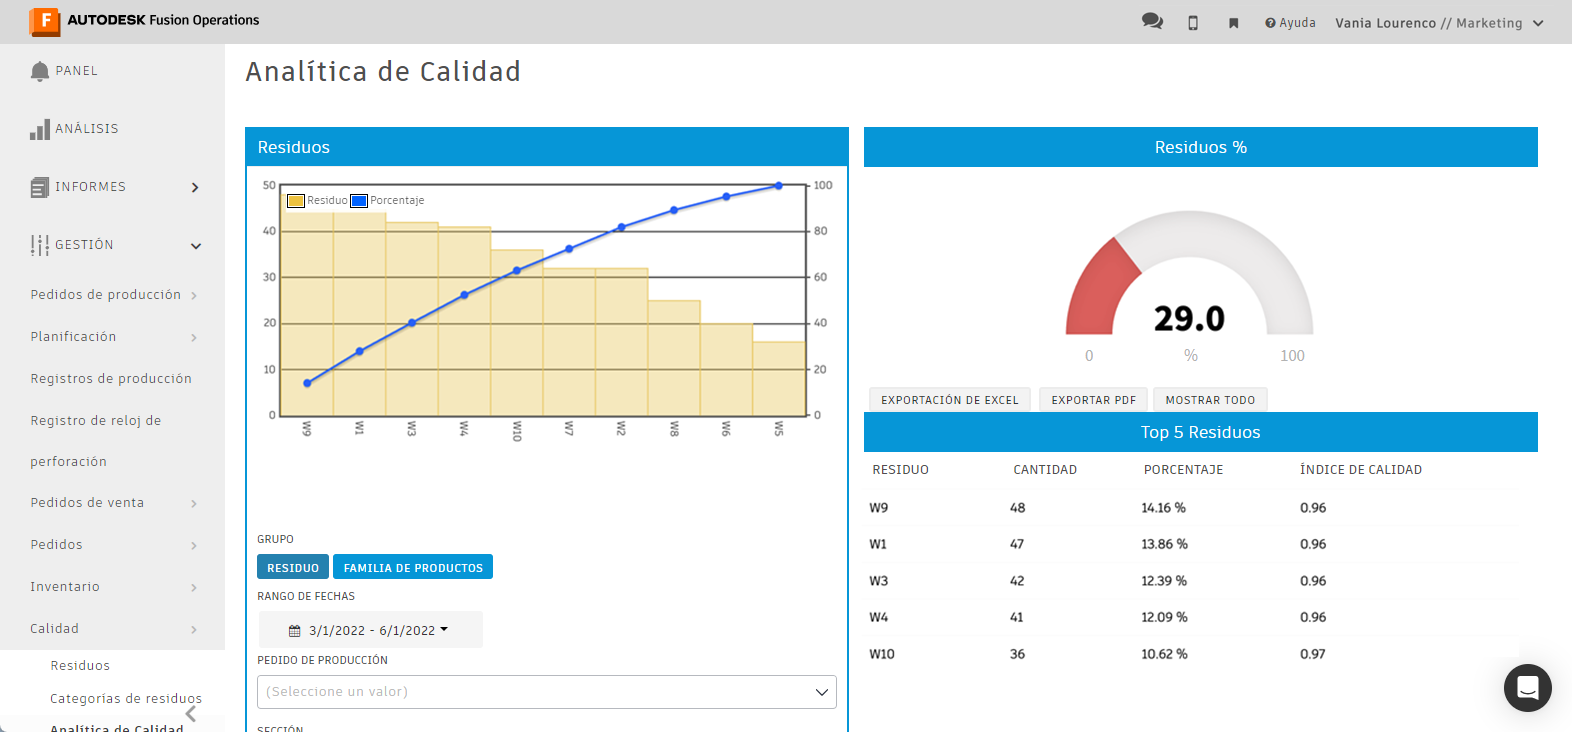 F AUTODESK Fusion Operations
Ayuda
Vania Lourenco // Marketing
PANEL
ANÁLISIS
INFORMES
GESTIÓN
Pedidos de producción
Planificación
Registros de producción
Registro de reloj de
perforación
Pedidos de venta
Pedidos
Inventario
Calidad
Residuos
Categorías de residuos
Analítica de Calidad
Analítica de Calidad
Residuos
Residuo Porcentaje
50
40
30
20
10
0
100
80
60
40
20
0
W9 W1 W3 W4 W10 W7 W2 W8 W6 W5
GRUPO
RESIDUO FAMILIA DE PRODUCTOS
RANGO DE FECHAS
3/1/2022 - 6/1/2022
PEDIDO DE PRODUCCIÓN
(Seleccione un valor)
SECCIÓN
Residuos %
29.0
0 % 100
EXPORTACIÓN DE EXCEL EXPORTAR PDF MOSTRAR TODO
Top 5 Residuos
RESIDUO CANTIDAD PORCENTAJE ÍNDICE DE CALIDAD
W9 48 14.16 % 0.96
W1 47 13.86 % 0.96
W3 42 12.39 % 0.96
W4 41 12.09 % 0.96
W10 36 10.62 % 0.97